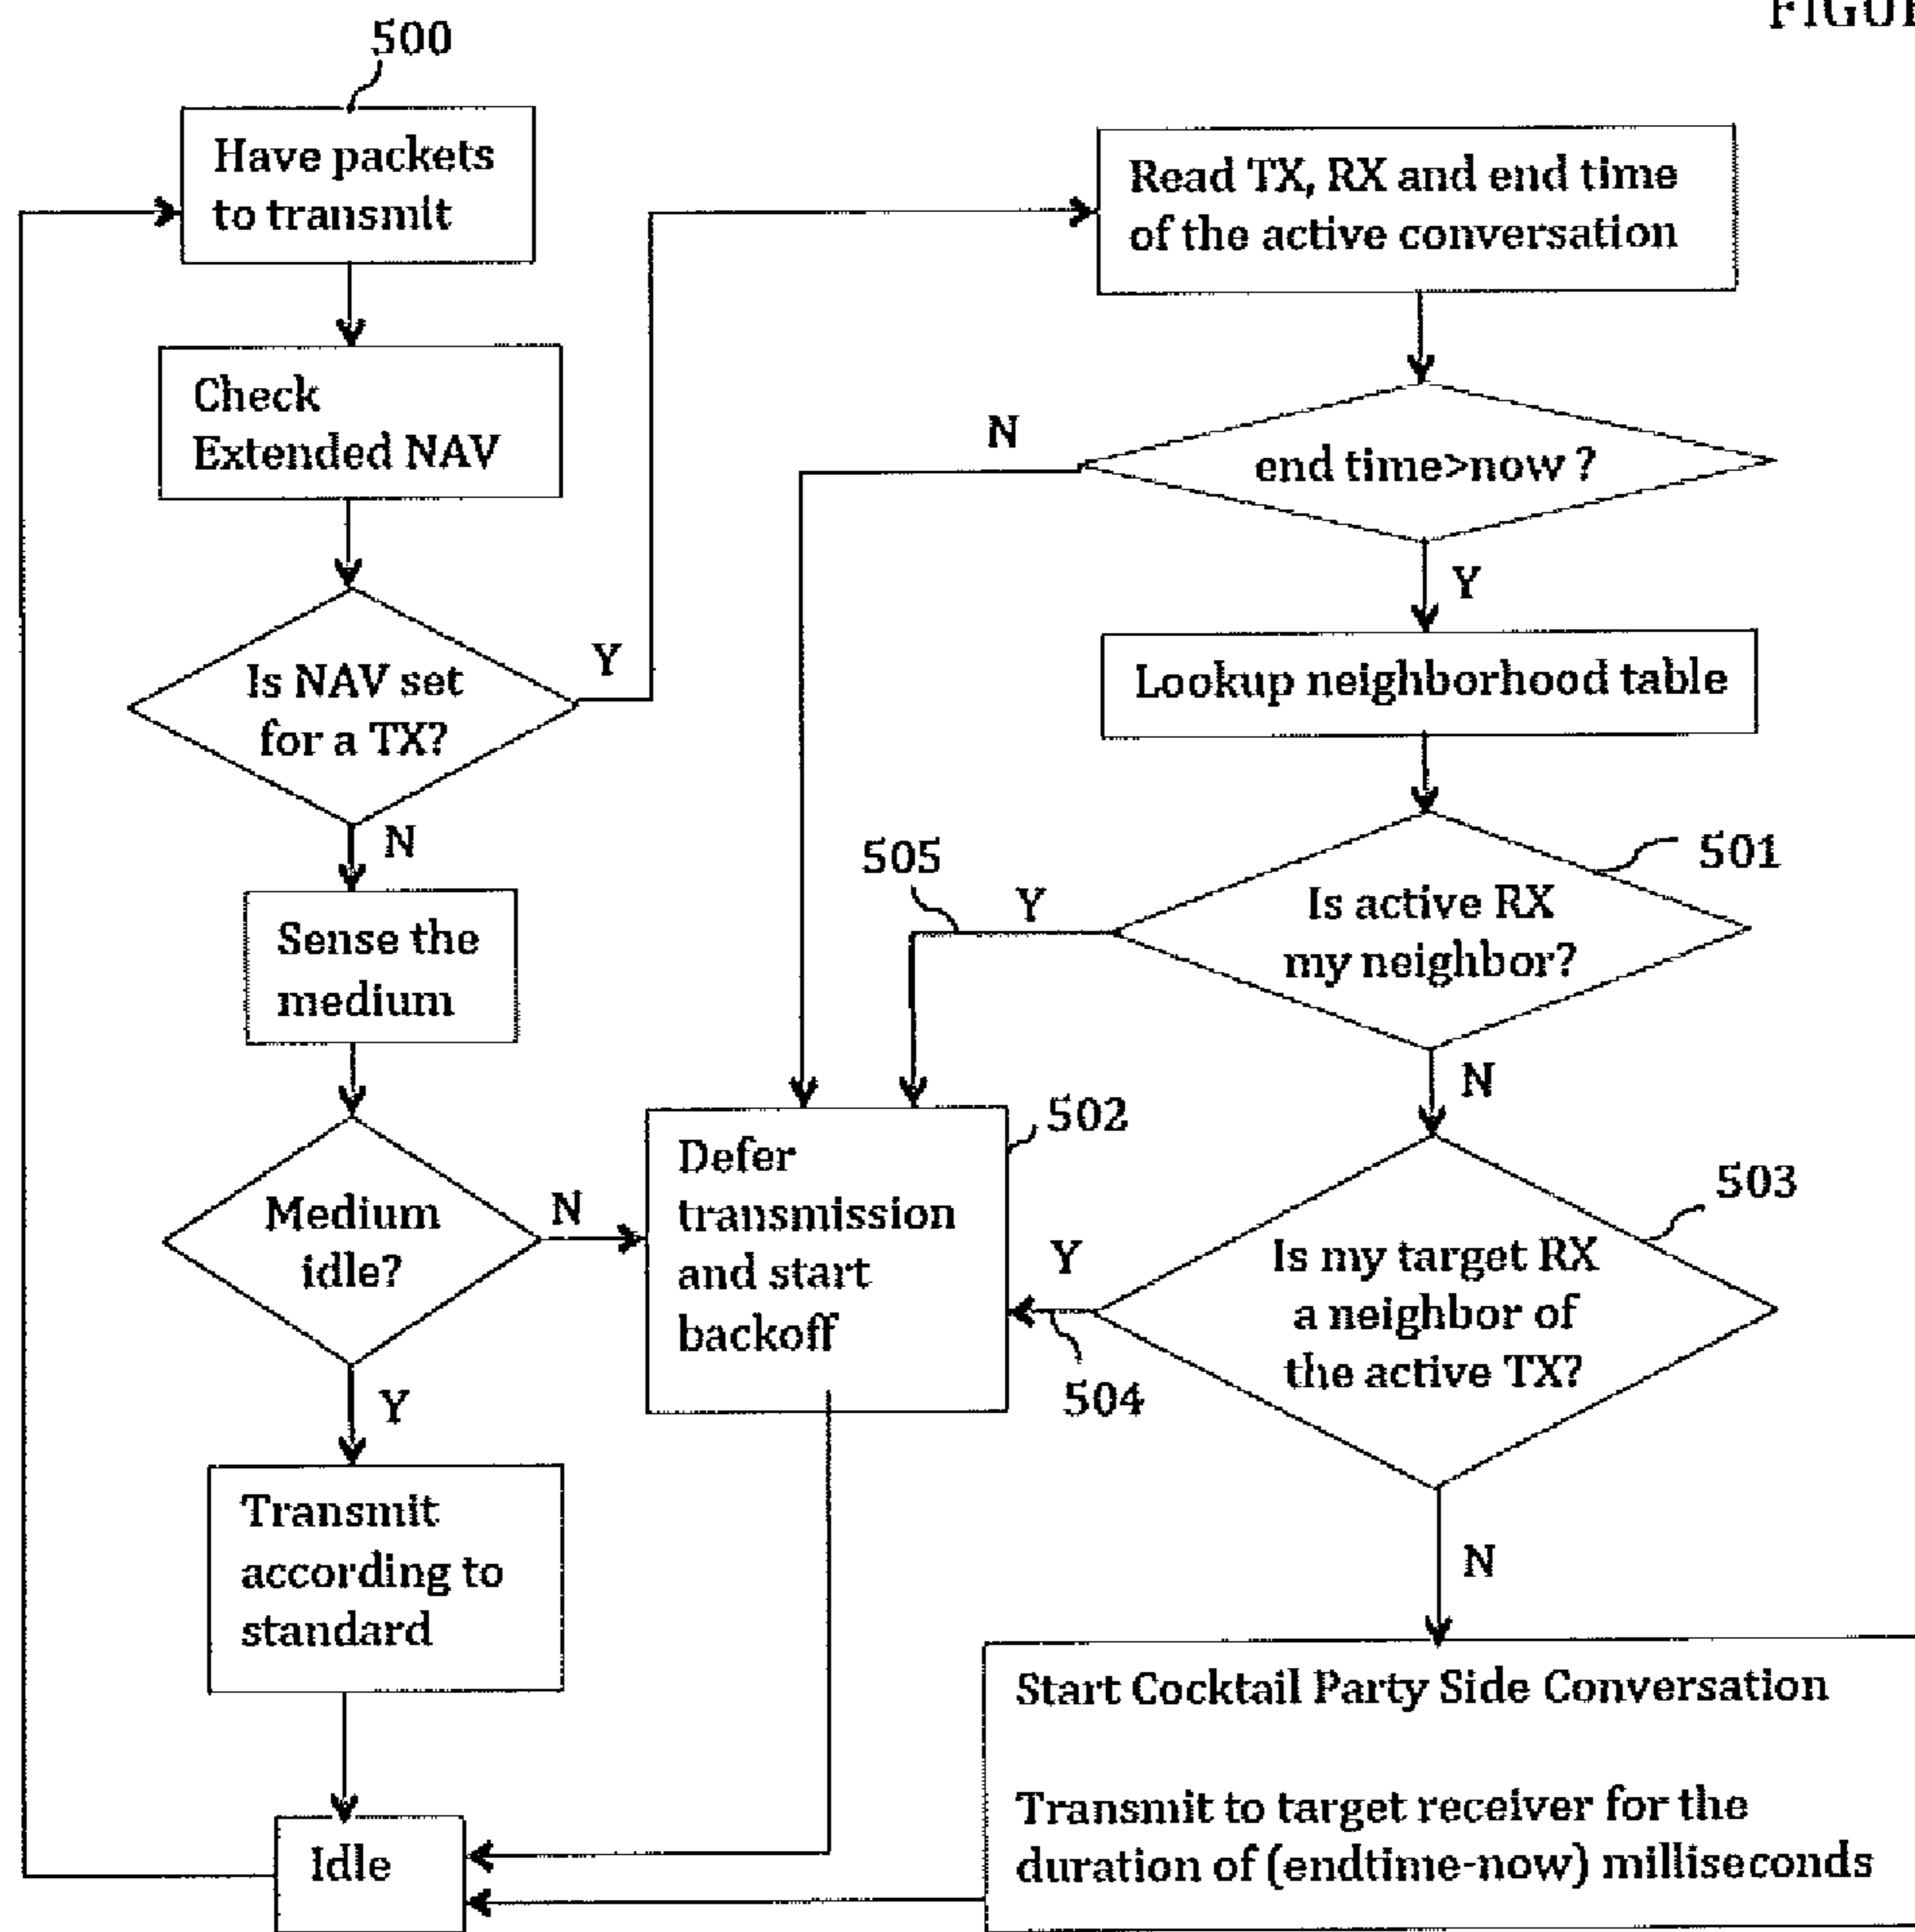 500
Have packets
to transmit
Check
Extended NAV
Is NAV set
for a TX?
Y
N
Sense the
medium
Medium
idle?
N
Y
Transmit
according to
standard
Idle
Read TX, RX and end time
of the active conversation
end time>now ?
N
Y
Lookup neighborhood table
501
Is active RX
my neighbor?
505
Y
N
502
Defer
transmission
and start
backoff
503
Is my target RX
a neighbor of
the active TX?
Y
504
N
Start Cocktail Party Side Conversation
Transmit to target receiver for the
duration of (endtime-now) milliseconds